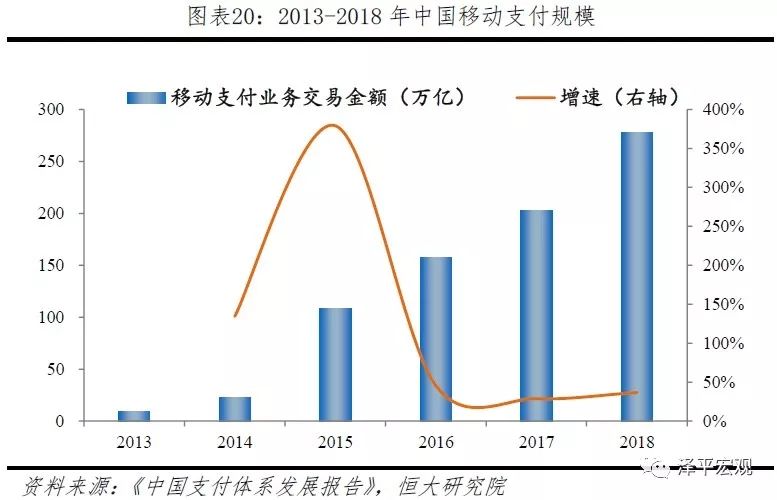 图表20：2013-2018 年中国移动支付规模
移动支付业务交易金额（万亿）
增速（右轴）
300
250
200
150
100
50
0
400%
350%
300%
250%
200%
150%
100%
50%
0%
2013 2014 2015 2016 2017 2018
泽平宏观
资料来源：《中国支付体系发展报告》，恒大研究院